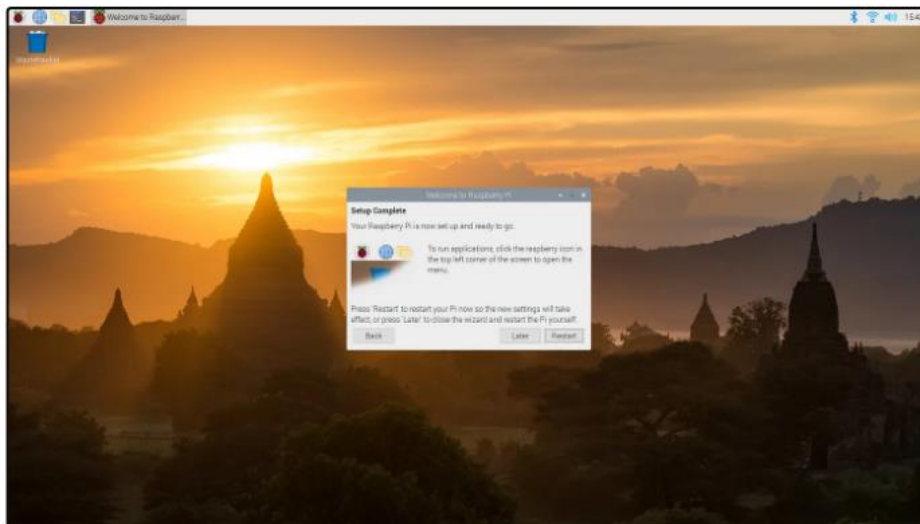 Welcome to Raspberr...
15:4
Welcome to Raspberry Pi
Setup Complete
Your Raspberry Pi is now set up and ready to go.
To run applications, click the raspberry icon in
the top left corner of the screen to open the
menu.
Press 'Restart' to restart your Pi now so the new settings will take
effect, or press 'Later' to close the wizard and restart the Pi yourself.
Back
Later
Restart